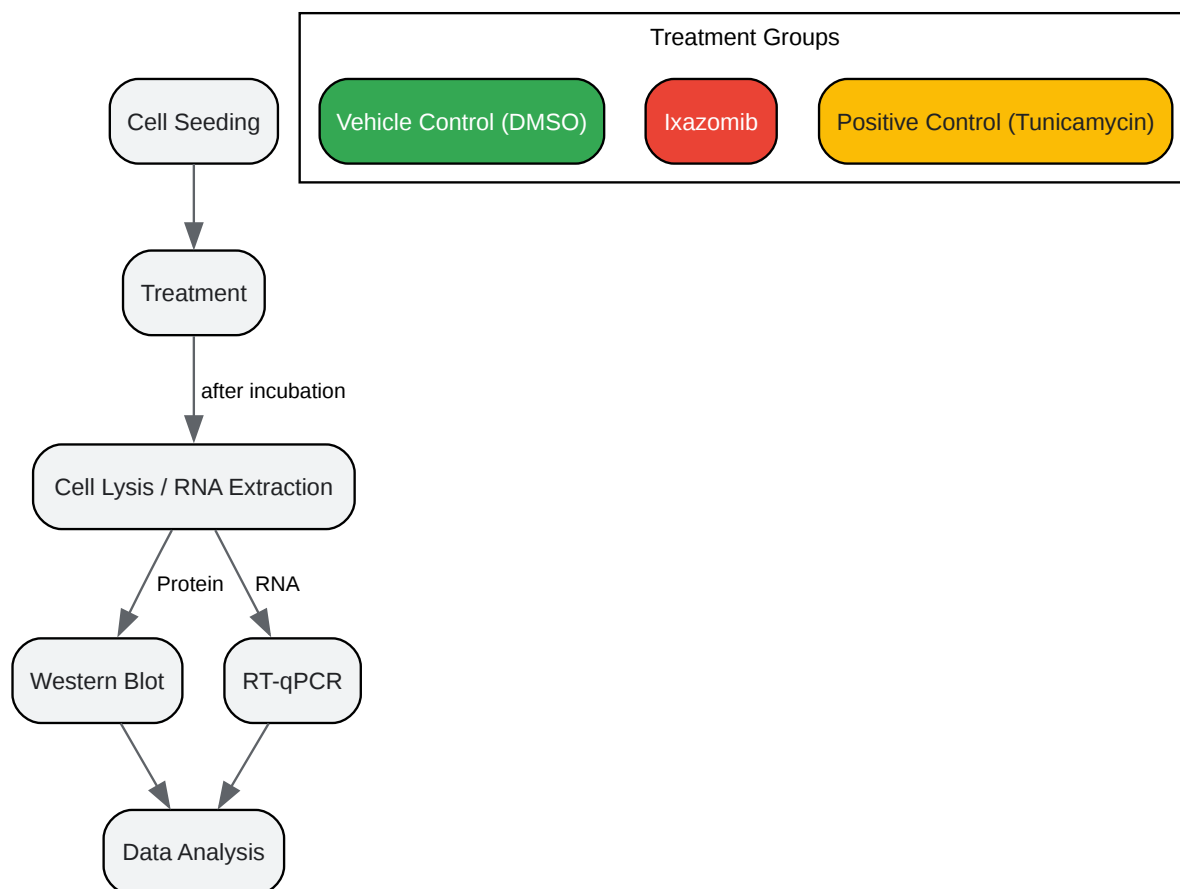 Treatment Groups
Cell Seeding
Vehicle Control (DMSO)
Ixazomib
Positive Control (Tunicamycin)
Treatment
after incubation
Cell Lysis / RNA Extraction
Protein
RNA
Western Blot
RT-qPCR
Data Analysis